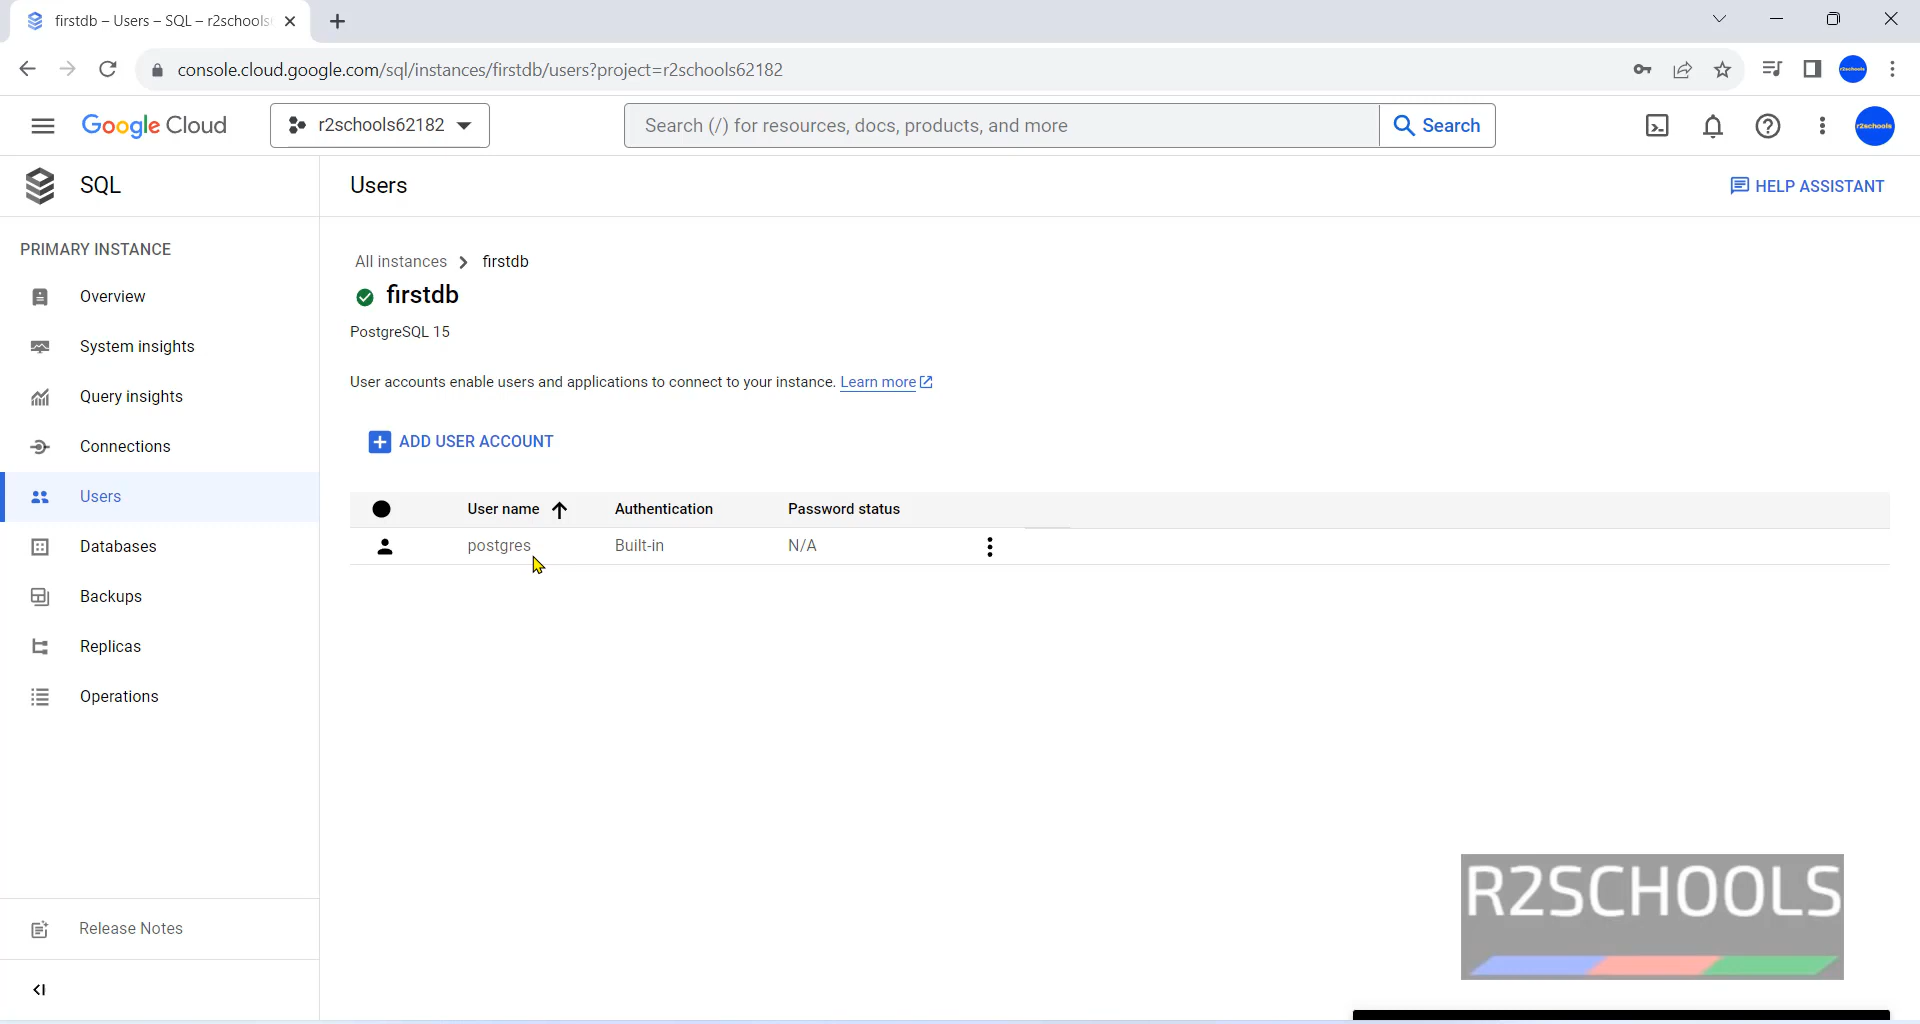 firstdb – Users – SQL – r2schools
console.cloud.google.com/sql/instances/firstdb/users?project=r2schools62182
r2schools
Google Cloud
r2schools62182
Search (/) for resources, docs, products, and more
Search
r2schools
SQL
Users
HELP ASSISTANT
PRIMARY INSTANCE
Overview
System insights
Query insights
Connections
Users
Databases
Backups
Replicas
Operations
Release Notes
All instances > firstdb
firstdb
PostgreSQL 15
User accounts enable users and applications to connect to your instance. Learn more
ADD USER ACCOUNT
User name Authentication Password status
postgres Built-in N/A
R2SCHOOLS